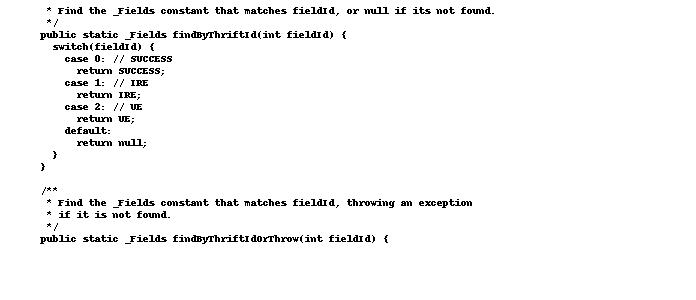 * Find the _Fields constant that matches fieldId, or null if its not found.
*/
public static _Fields findByThriftId(int fieldId) {
switch(fieldId) {
case 0: // SUCCESS
return SUCCESS;
case 1: // IRE
return IRE;
case 2: // UE
return UE;
default:
return null;
}
}
/**
* Find the _Fields constant that matches fieldId, throwing an exception
* if it is not found.
*/
public static _Fields findByThriftIdOrThrow(int fieldId) {